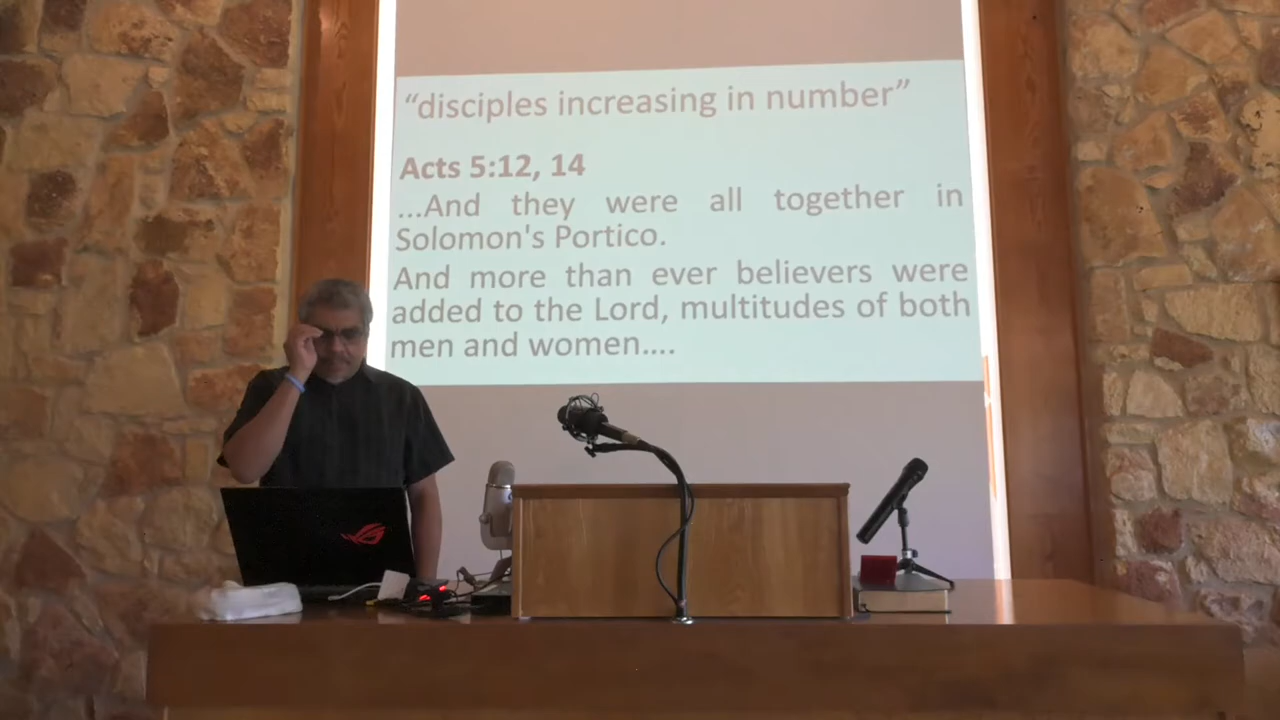 “disciples increasing in number”
Acts 5:12, 14
...And they were all together in
Solomon's Portico.
And more than ever believers were
added to the Lord, multitudes of both
men and women....